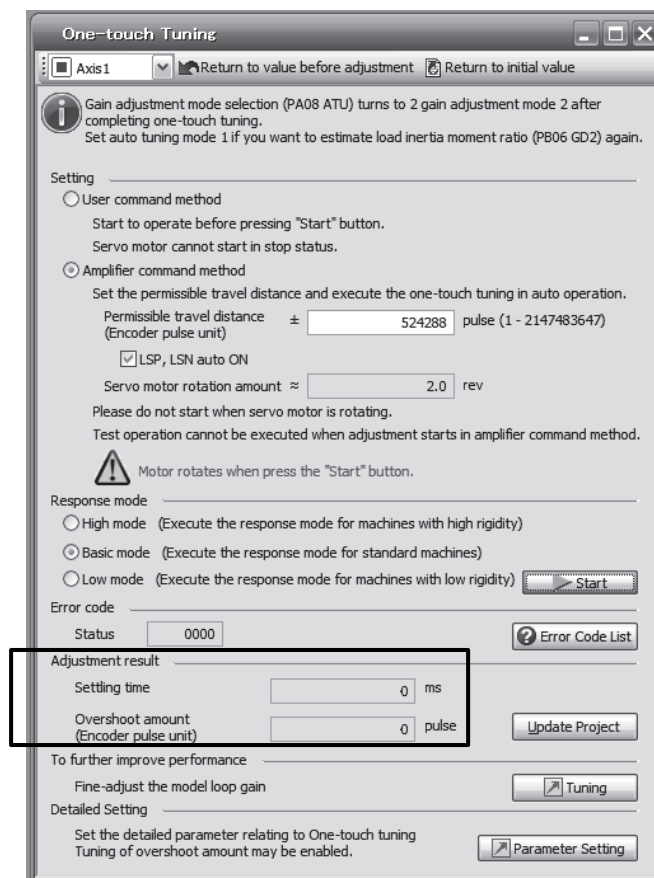 One-touch Tuning
Axis1 Return to value before adjustment Return to initial value
Gain adjustment mode selection (PA08 ATU) turns to 2 gain adjustment mode 2 after
completing one-touch tuning.
Set auto tuning mode 1 if you want to estimate load inertia moment ratio (PB06 GD2) again.
Setting
User command method
Start to operate before pressing "Start" button.
Servo motor cannot start in stop status.
Amplifier command method
Set the permissible travel distance and execute the one-touch tuning in auto operation.
Permissible travel distance
(Encoder pulse unit) ± 524288 pulse (1 - 2147483647)
LSP, LSN auto ON
Servo motor rotation amount ≈ 2.0 rev
Please do not start when servo motor is rotating.
Test operation cannot be executed when adjustment starts in amplifier command method.
Motor rotates when press the "Start" button.
Response mode
High mode (Execute the response mode for machines with high rigidity)
Basic mode (Execute the response mode for standard machines)
Low mode (Execute the response mode for machines with low rigidity) Start
Error code
Status 0000 Error Code List
Adjustment result
Settling time 0 ms
Overshoot amount
(Encoder pulse unit) 0 pulse Update Project
To further improve performance
Fine-adjust the model loop gain Tuning
Detailed Setting
Set the detailed parameter relating to One-touch tuning
Tuning of overshoot amount may be enabled. Parameter Setting